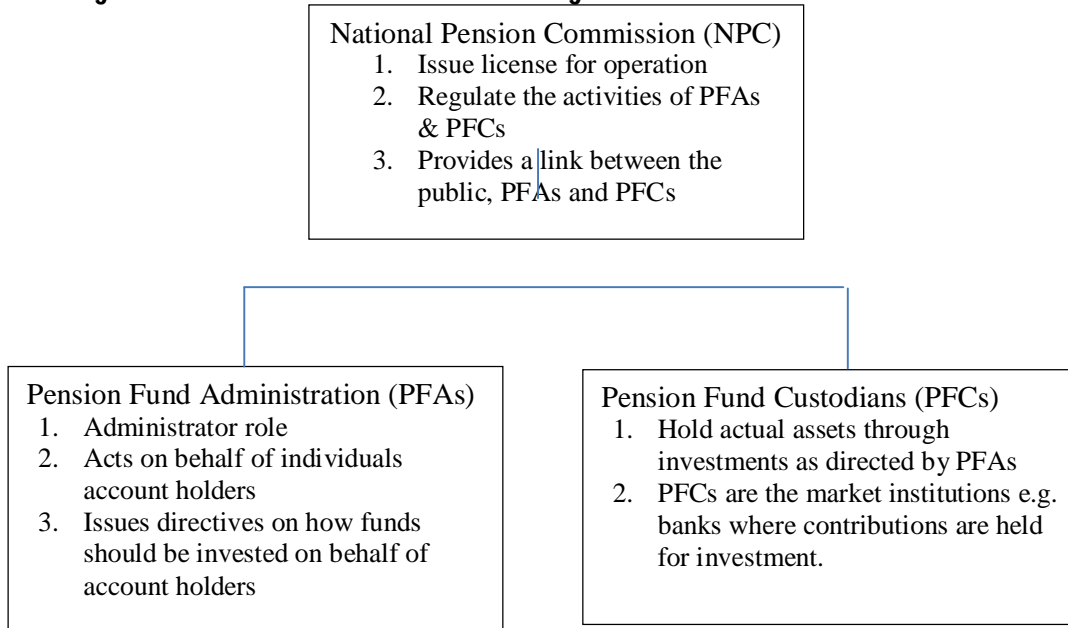 National Pension Commission (NPC)
1. Issue license for operation
2. Regulate the activities of PFAs
& PFCs
3. Provides a link between the
public, PFAs and PFCs
Pension Fund Administration (PFAs)
1. Administrator role
2. Acts on behalf of individuals
account holders
3. Issues directives on how funds
should be invested on behalf of
account holders
Pension Fund Custodians (PFCs)
1. Hold actual assets through
investments as directed by PFAs
2. PFCs are the market institutions e.g.
banks where contributions are held
for investment.